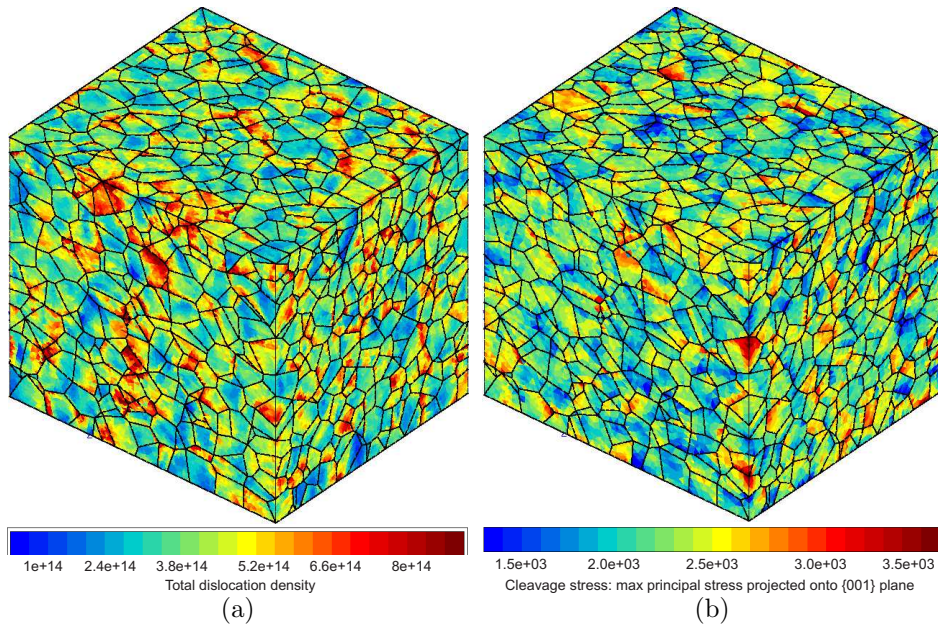 1e+14 2.4e+14 3.8e+14 5.2e+14 6.6e+14 8e+14
Total dislocation density
(a)
1.5e+03 2.0e+03 2.5e+03 3.0e+03 3.5e+03
Cleavage stress: max principal stress projected onto {001} plane
(b)